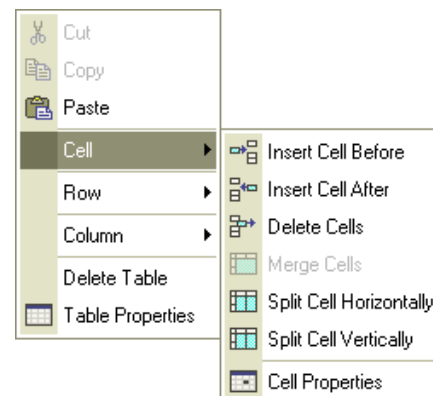 Cut
Copy
Paste
Cell
Row
Column
Delete Table
Table Properties
Insert Cell Before
Insert Cell After
Delete Cells
Merge Cells
Split Cell Horizontally
Split Cell Vertically
Cell Properties